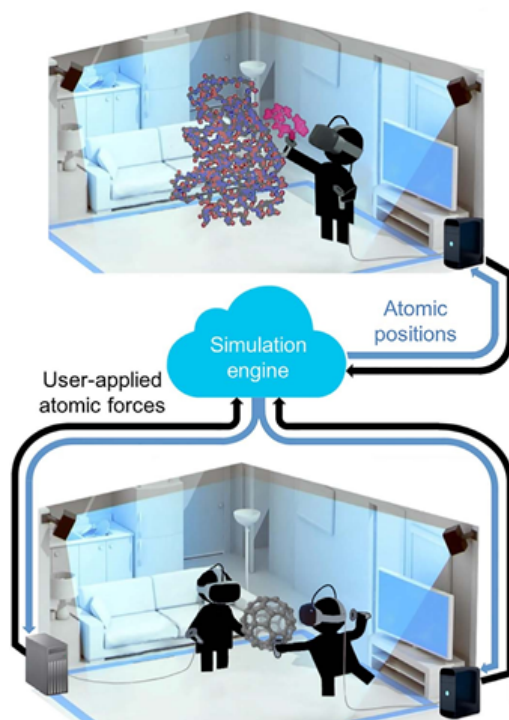 Atomic
positions
Simulation
engine
User-applied
atomic forces